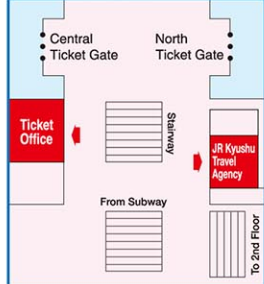 Central
Ticket Gate
North
Ticket Gate
Ticket
Office
Stairway
JR Kyushu
Travel
Agency
From Subway
To 2nd Floor